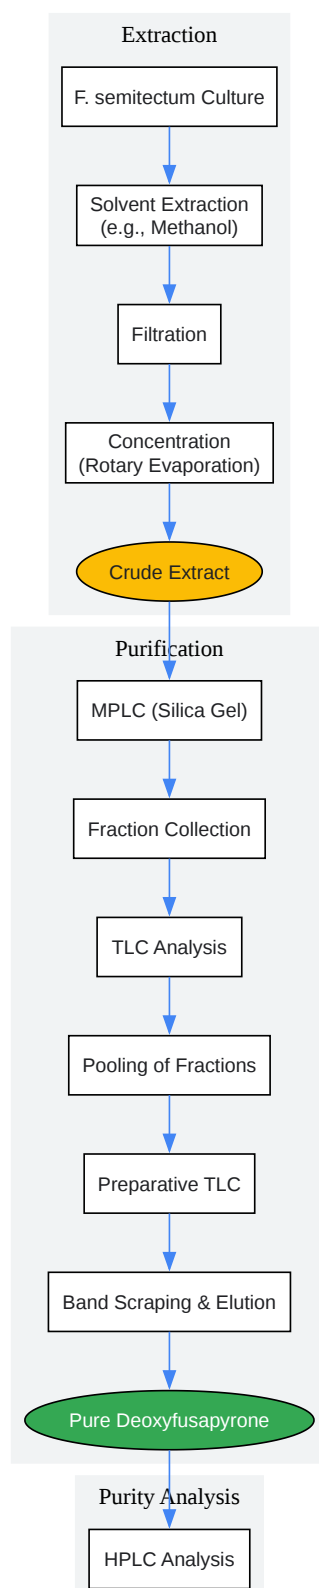 Extraction
F. semitectum Culture
Solvent Extraction
(e.g., Methanol)
Filtration
Concentration
(Rotary Evaporation)
Crude Extract
Purification
MPLC (Silica Gel)
Fraction Collection
TLC Analysis
Pooling of Fractions
Preparative TLC
Band Scraping & Elution
Pure Deoxyfusapyrone
Purity Analysis
HPLC Analysis